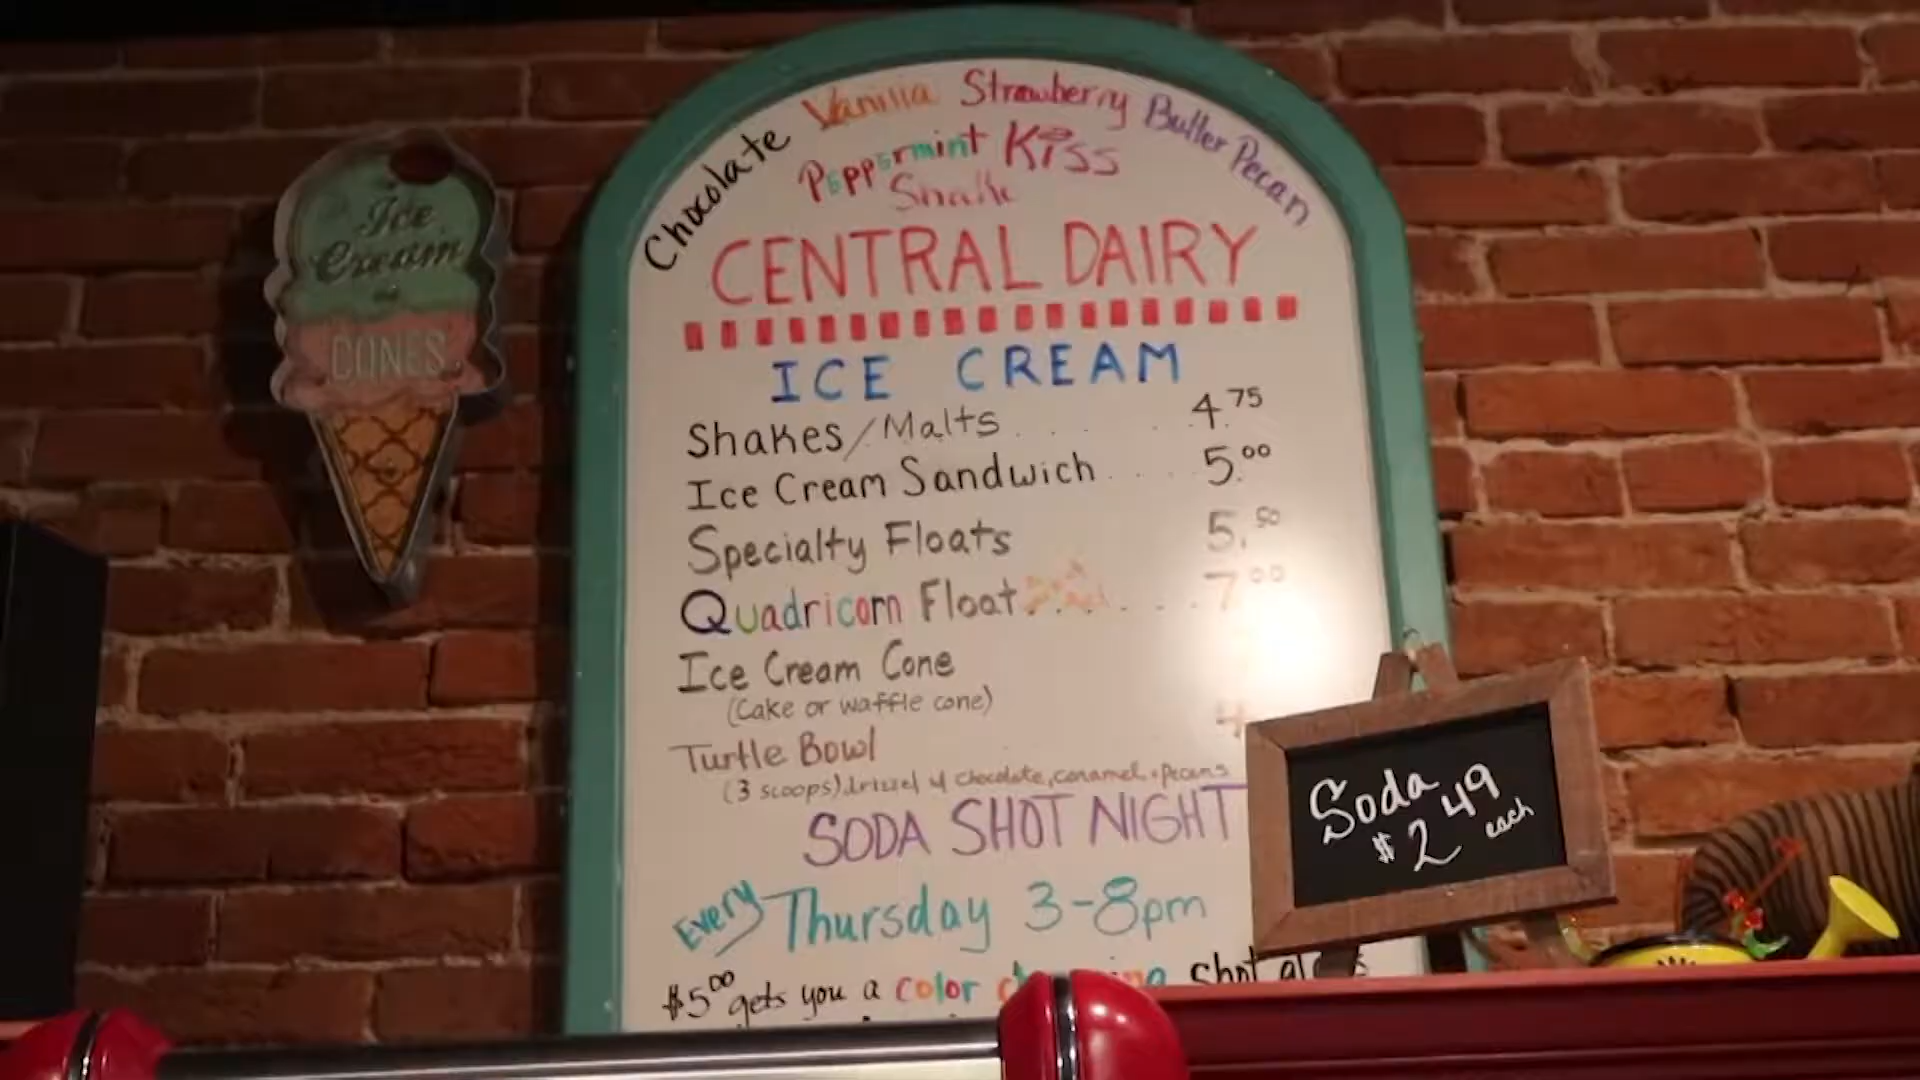 Ice
Cream
CONES
Chocolate Vanilla Strawberry Butter Pecan
Peppermint Kiss
CENTRAL DAIRY
ICE CREAM
Shakes/Malts . . . . 4.75
Ice Cream Sandwich . . . . 5.00
Specialty Floats 5.50
Quadricorn Float . . . . . 7.00
Ice Cream Cone
(Cake or waffle cone)
Turtle Bowl
(3 scoops) drizzel w/ chocolate, caramel + pecans
SODA SHOT NIGHT
Every Thursday 3-8pm
$5.00 gets you a color shot
Soda
$2.49
each